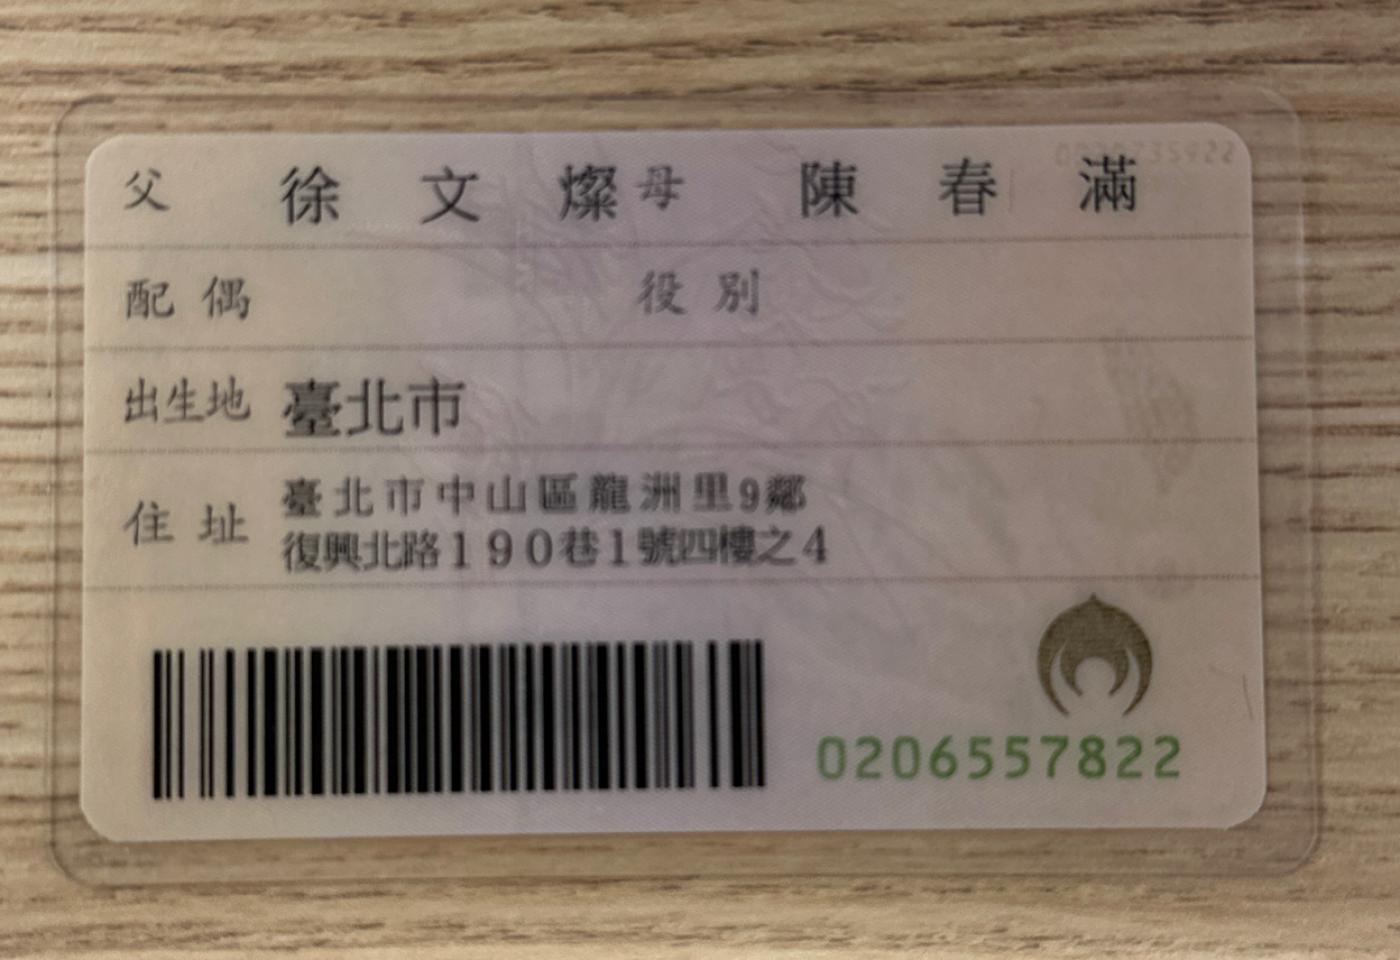 父 徐文燦 母 陳春滿
配偶 役別
出生地 臺北市
住址 臺北市中山區龍洲里9鄰
復興北路190巷1號四樓之4
0206557822